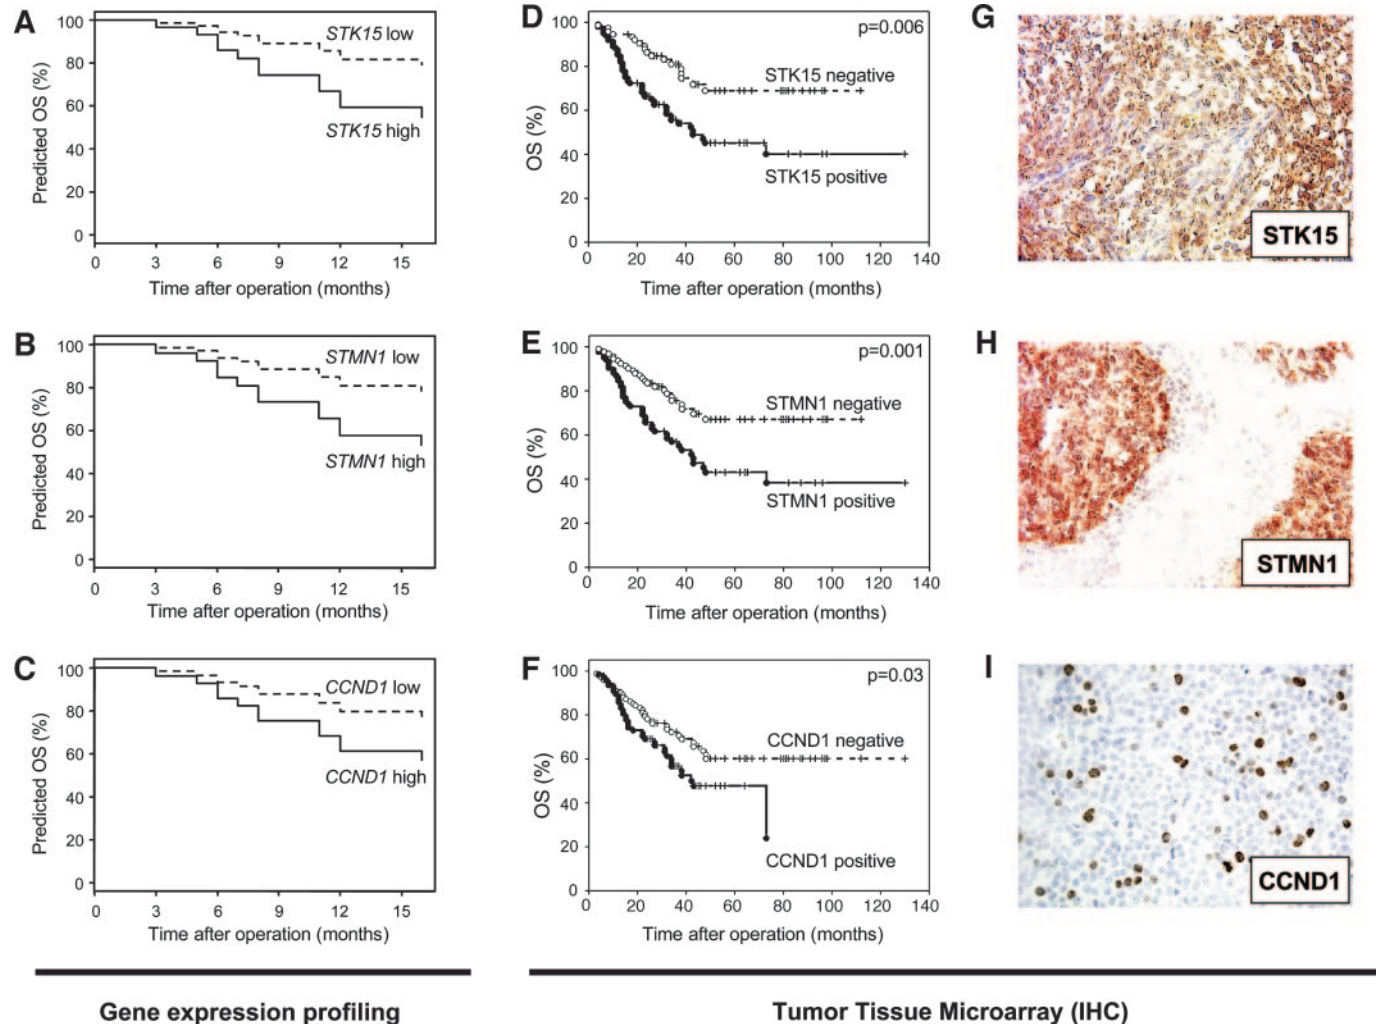 A
Predicted OS (%)
100
80
60
40
20
0
STK15 low
STK15 high
0 3 6 9 12 15
Time after operation (months)
D
OS (%)
100
80
60
40
20
0
p=0.006
STK15 negative
STK15 positive
0 20 40 60 80 100 120 140
Time after operation (months)
G
STK15
B
Predicted OS (%)
100
80
60
40
20
0
STMN1 low
STMN1 high
0 3 6 9 12 15
Time after operation (months)
E
OS (%)
100
80
60
40
20
0
p=0.001
STMN1 negative
STMN1 positive
0 20 40 60 80 100 120 140
Time after operation (months)
H
STMN1
C
Predicted OS (%)
100
80
60
40
20
0
CCND1 low
CCND1 high
0 3 6 9 12 15
Time after operation (months)
F
OS (%)
100
80
60
40
20
0
p=0.03
CCND1 negative
CCND1 positive
0 20 40 60 80 100 120 140
Time after operation (months)
I
CCND1
Gene expression profiling
Tumor Tissue Microarray (IHC)